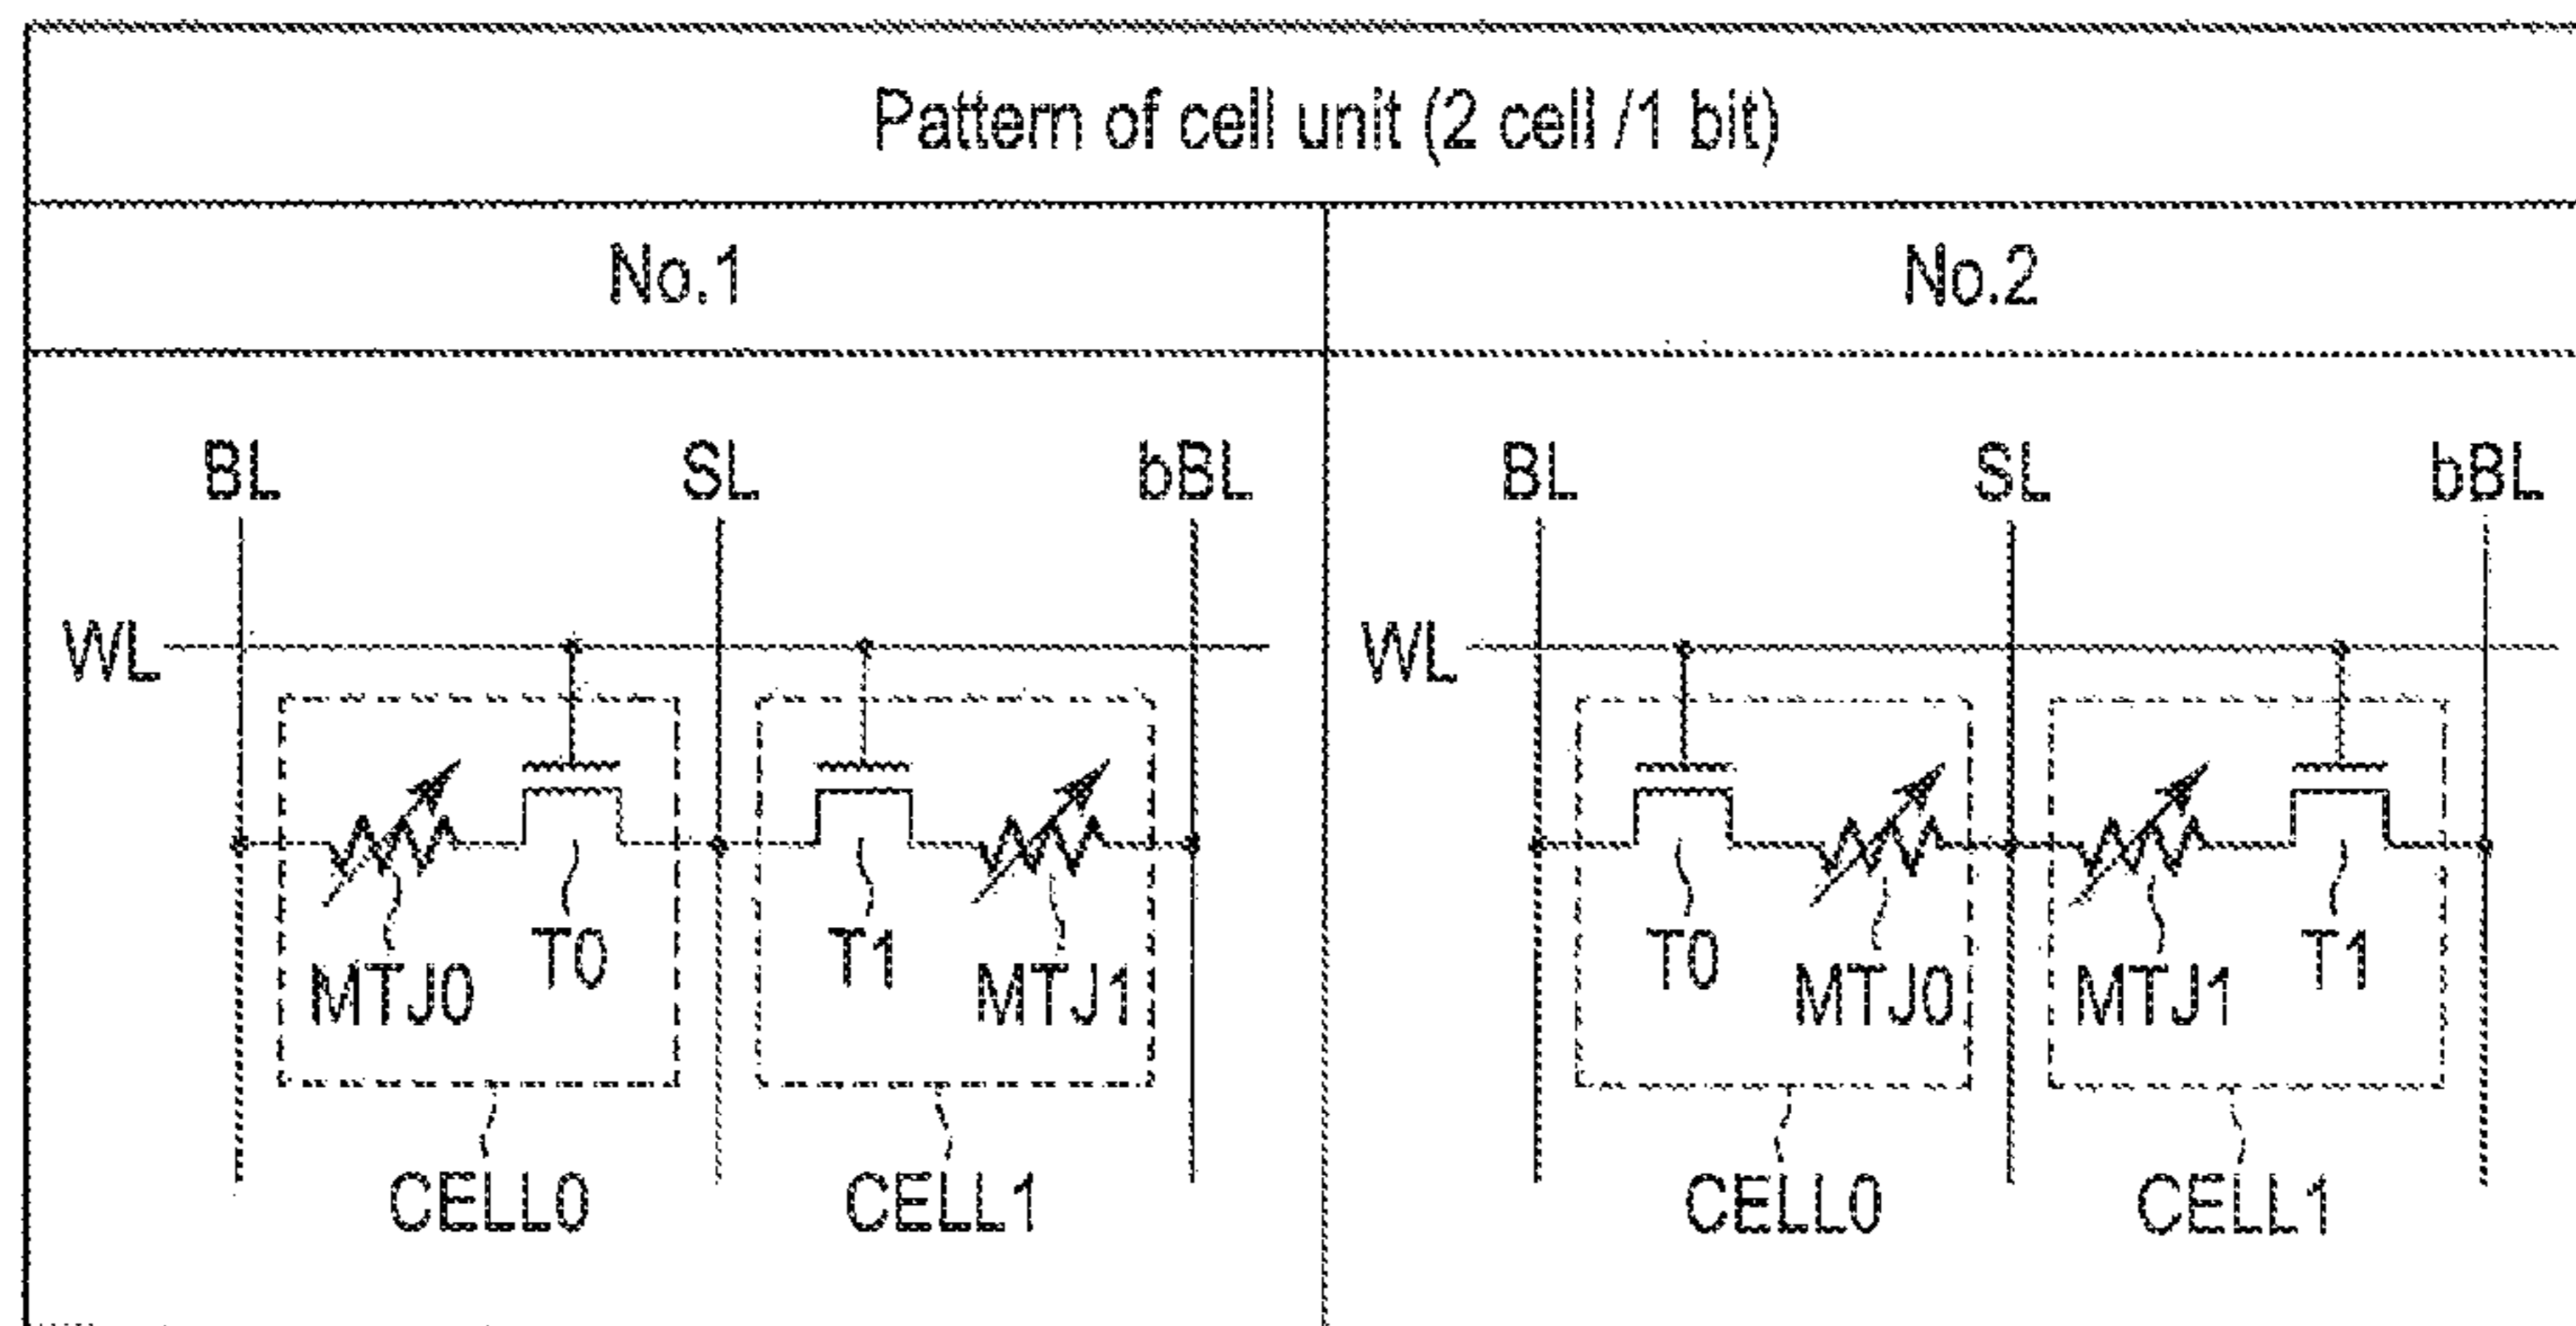 Pattern of cell unit (2 cell /1 bit)
No.1 No.2
BL SL bBL BL SL bBL
WL WL
T0 T1 T0 T1
MTJ0 MTJ1 MTJ0 MTJ1
CELL0 CELL1 CELL0 CELL1